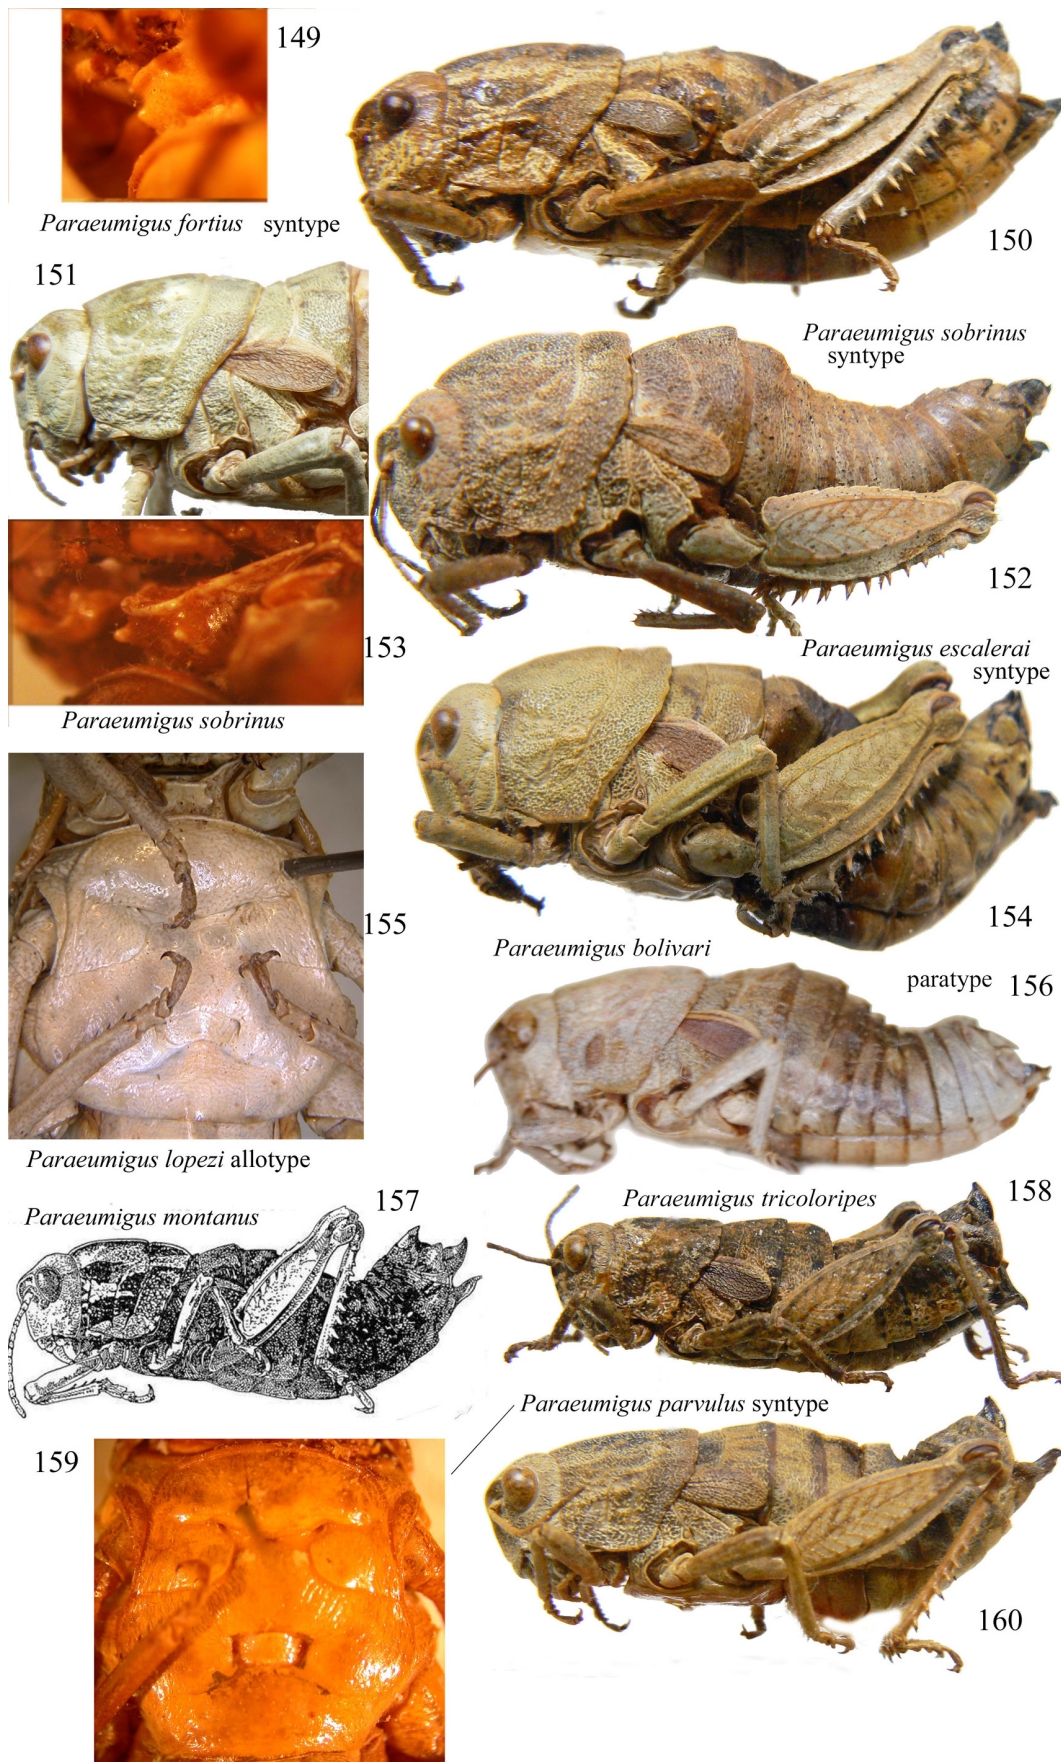 149
Paraeumigus fortius syntype
150
151
Paraeumigus sobrinus
syntype
152
153
Paraeumigus sobrinus
Paraeumigus escalerai
syntype
154
155
Paraeumigus bolivari
paratype 156
Paraeumigus lopezi allotype
157
Paraeumigus montanus
Paraeumigus tricoloripes
158
Paraeumigus parvulus syntype
159
160